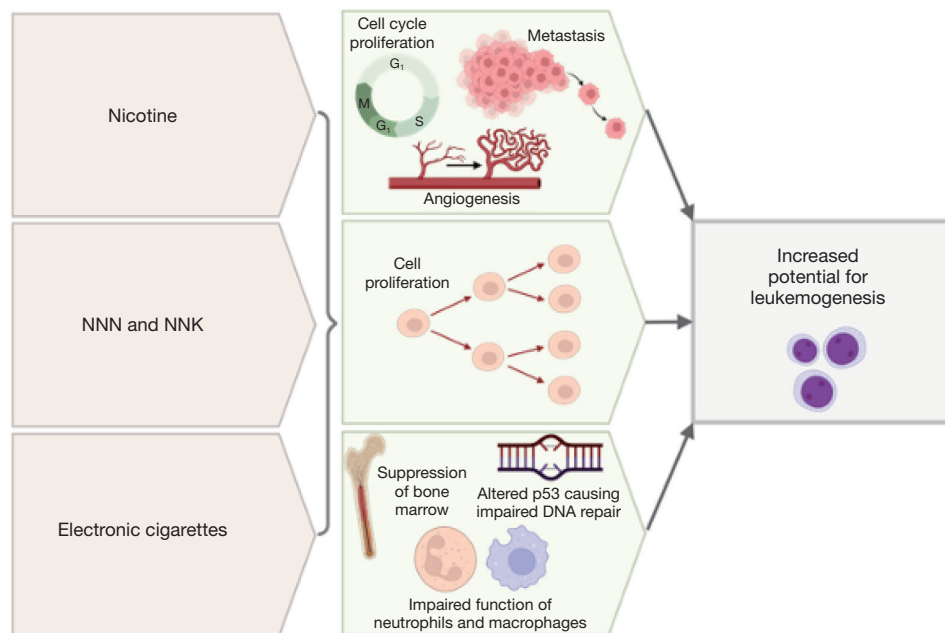 Nicotine
NNN and NNK
Electronic cigarettes
Cell cycle
proliferation
G1
M
G1
S
Metastasis
Angiogenesis
Cell
proliferation
Suppression
of bone
marrow
Altered p53 causing
impaired DNA repair
Impaired function of
neutrophils and macrophages
Increased
potential for
leukemogenesis